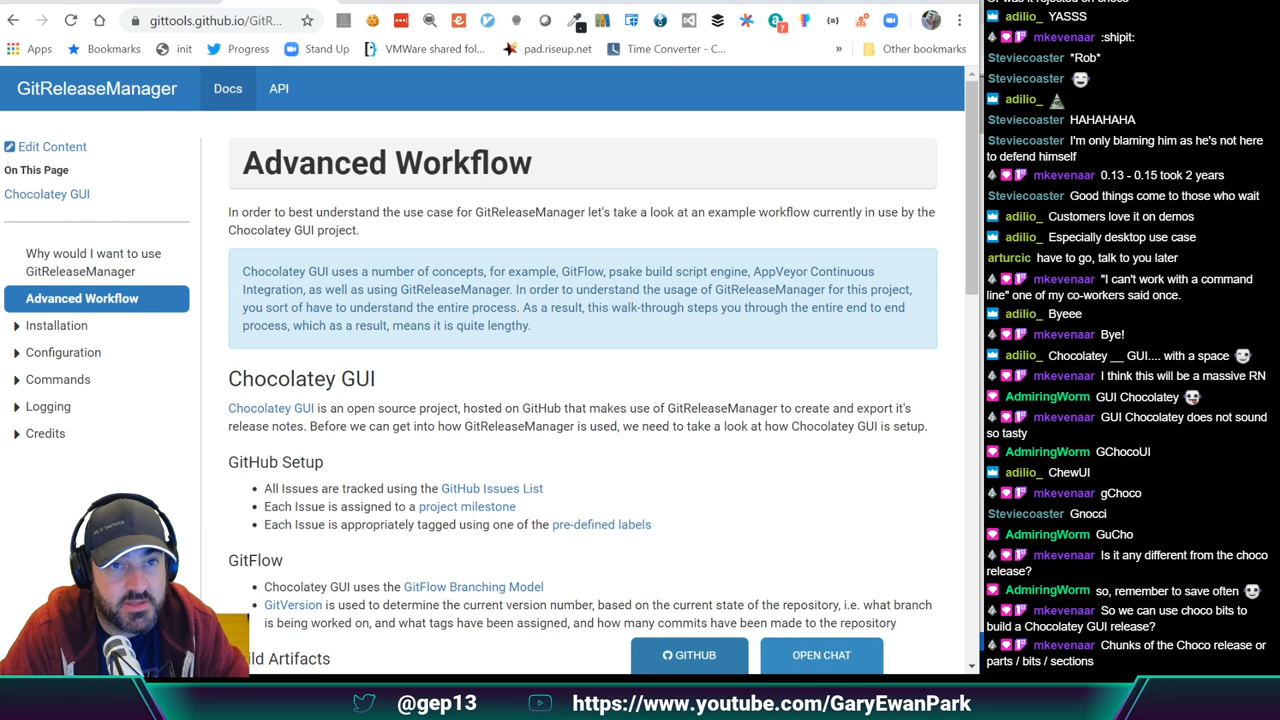 gittools.github.io/GitR...
7
Apps
Bookmarks
init
Progress
Stand Up
VMWare shared fol...
pad.riseup.net
Time Converter - C...
»
Other bookmarks
GitReleaseManager
Docs
API
Edit Content
On This Page
Chocolatey GUI
Why would I want to use
GitReleaseManager
Advanced Workflow
Installation
Configuration
Commands
Logging
Credits
Advanced Workflow
In order to best understand the use case for GitReleaseManager let's take a look at an example workflow currently in use by the
Chocolatey GUI project.
Chocolatey GUI uses a number of concepts, for example, GitFlow, psake build script engine, AppVeyor Continuous
Integration, as well as using GitReleaseManager. In order to understand the usage of GitReleaseManager for this project,
you sort of have to understand the entire process. As a result, this walk-through steps you through the entire end to end
process, which as a result, means it is quite lengthy.
Chocolatey GUI
Chocolatey GUI is an open source project, hosted on GitHub that makes use of GitReleaseManager to create and export it's
release notes. Before we can get into how GitReleaseManager is used, we need to take a look at how Chocolatey GUI is setup.
GitHub Setup
• All Issues are tracked using the GitHub Issues List
• Each Issue is assigned to a project milestone
• Each Issue is appropriately tagged using one of the pre-defined labels
GitFlow
• Chocolatey GUI uses the GitFlow Branching Model
• GitVersion is used to determine the current version number, based on the current state of the repository, i.e. what branch
is being worked on, and what tags have been assigned, and how many commits have been made to the repository
ild Artifacts
GITHUB
OPEN CHAT
adilio_ YASSS
mkevenaar :shipit:
Steviecoaster *Rob*
Steviecoaster
adilio_
Steviecoaster HAHAHAHA
Steviecoaster I'm only blaming him as he's not here
to defend himself
mkevenaar 0.13 - 0.15 took 2 years
Steviecoaster Good things come to those who wait
adilio_ Customers love it on demos
adilio_ Especially desktop use case
arturcic have to go, talk to you later
mkevenaar "I can't work with a command
line" one of my co-workers said once.
adilio_ Byeee
mkevenaar Bye!
adilio_ Chocolatey __ GUI.... with a space
mkevenaar I think this will be a massive RN
AdmiringWorm GUI Chocolatey
mkevenaar GUI Chocolatey does not sound
so tasty
AdmiringWorm GChocoUI
adilio_ ChewUI
mkevenaar gChoco
Steviecoaster Gnocci
AdmiringWorm GuCho
mkevenaar Is it any different from the choco
release?
AdmiringWorm so, remember to save often
mkevenaar So we can use choco bits to
build a Chocolatey GUI release?
mkevenaar Chunks of the Choco release or
parts / bits / sections
@gep13
https://www.youtube.com/GaryEwanPark